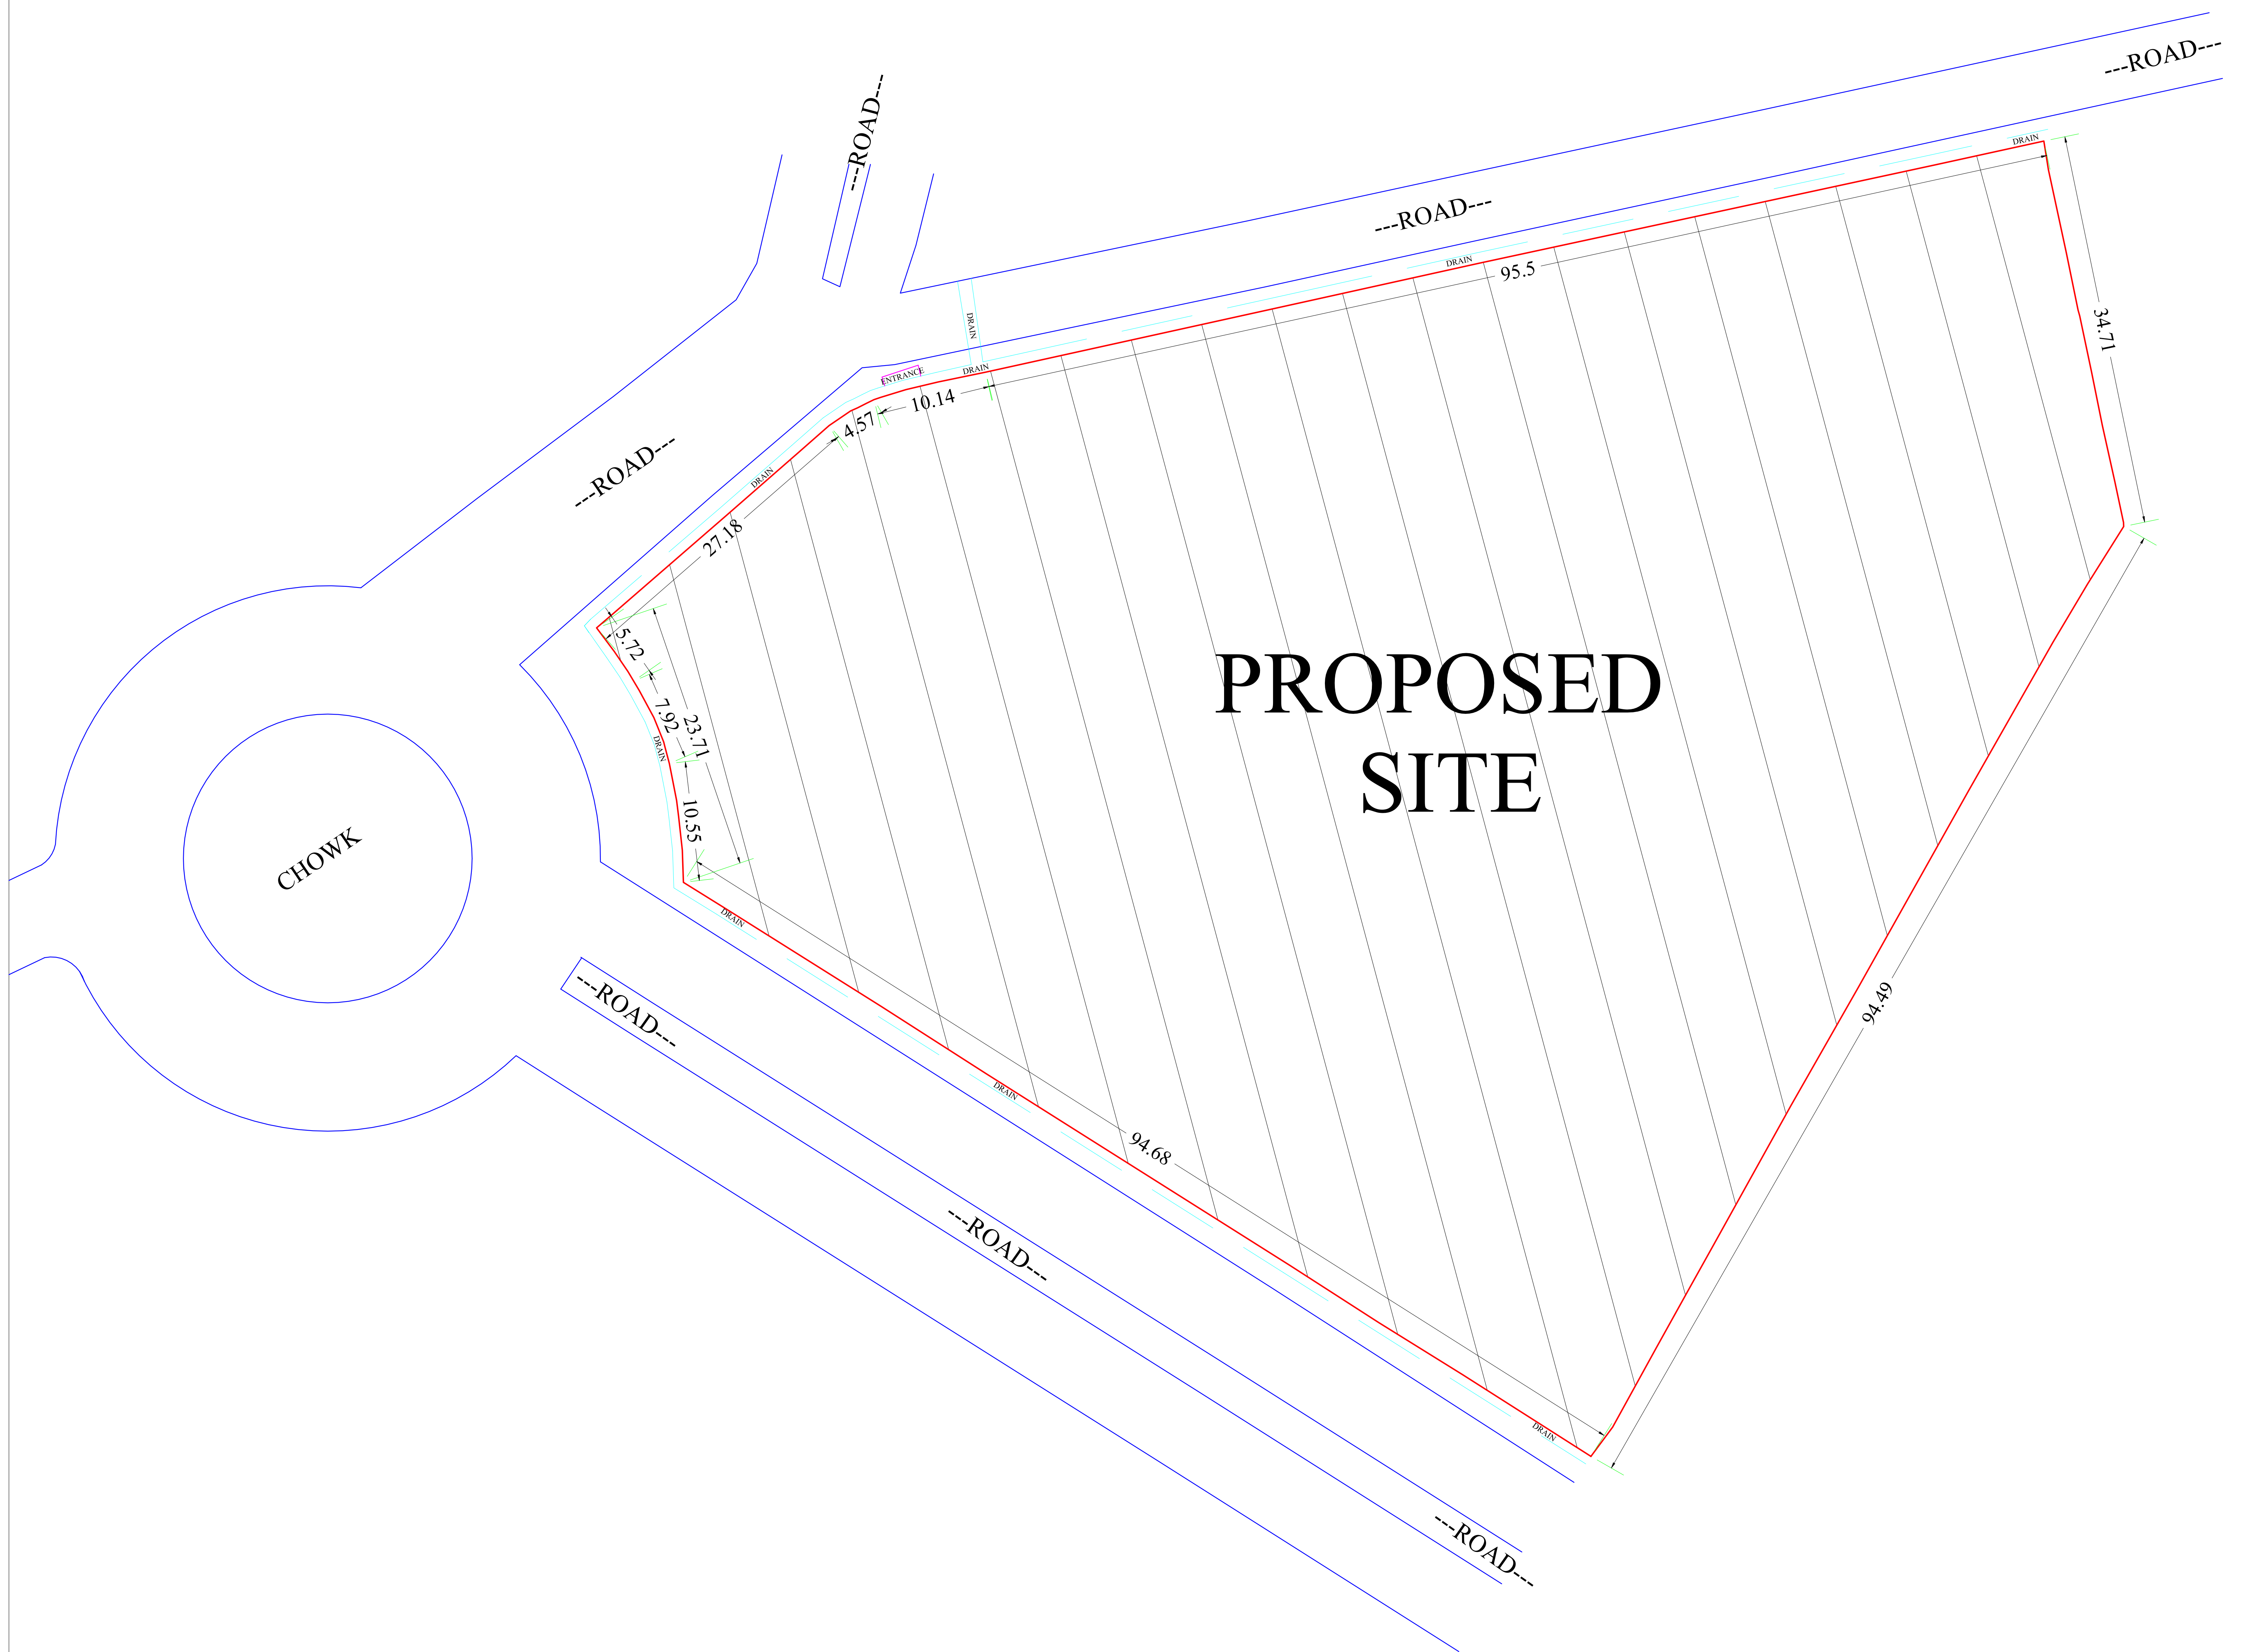 ---ROAD---
----ROAD----
---ROAD---
DRAIN
DRAIN
95.5
34.71
DRAIN
ENTRANCE
DRAIN
10.14
4.57
---ROAD---
DRAIN
27.18
5.72
7.92
23.71
DRAIN
10.55
PROPOSED
SITE
CHOWK
DRAIN
---ROAD----
94.49
DRAIN
94.68
---ROAD---
DRAIN
---ROAD---